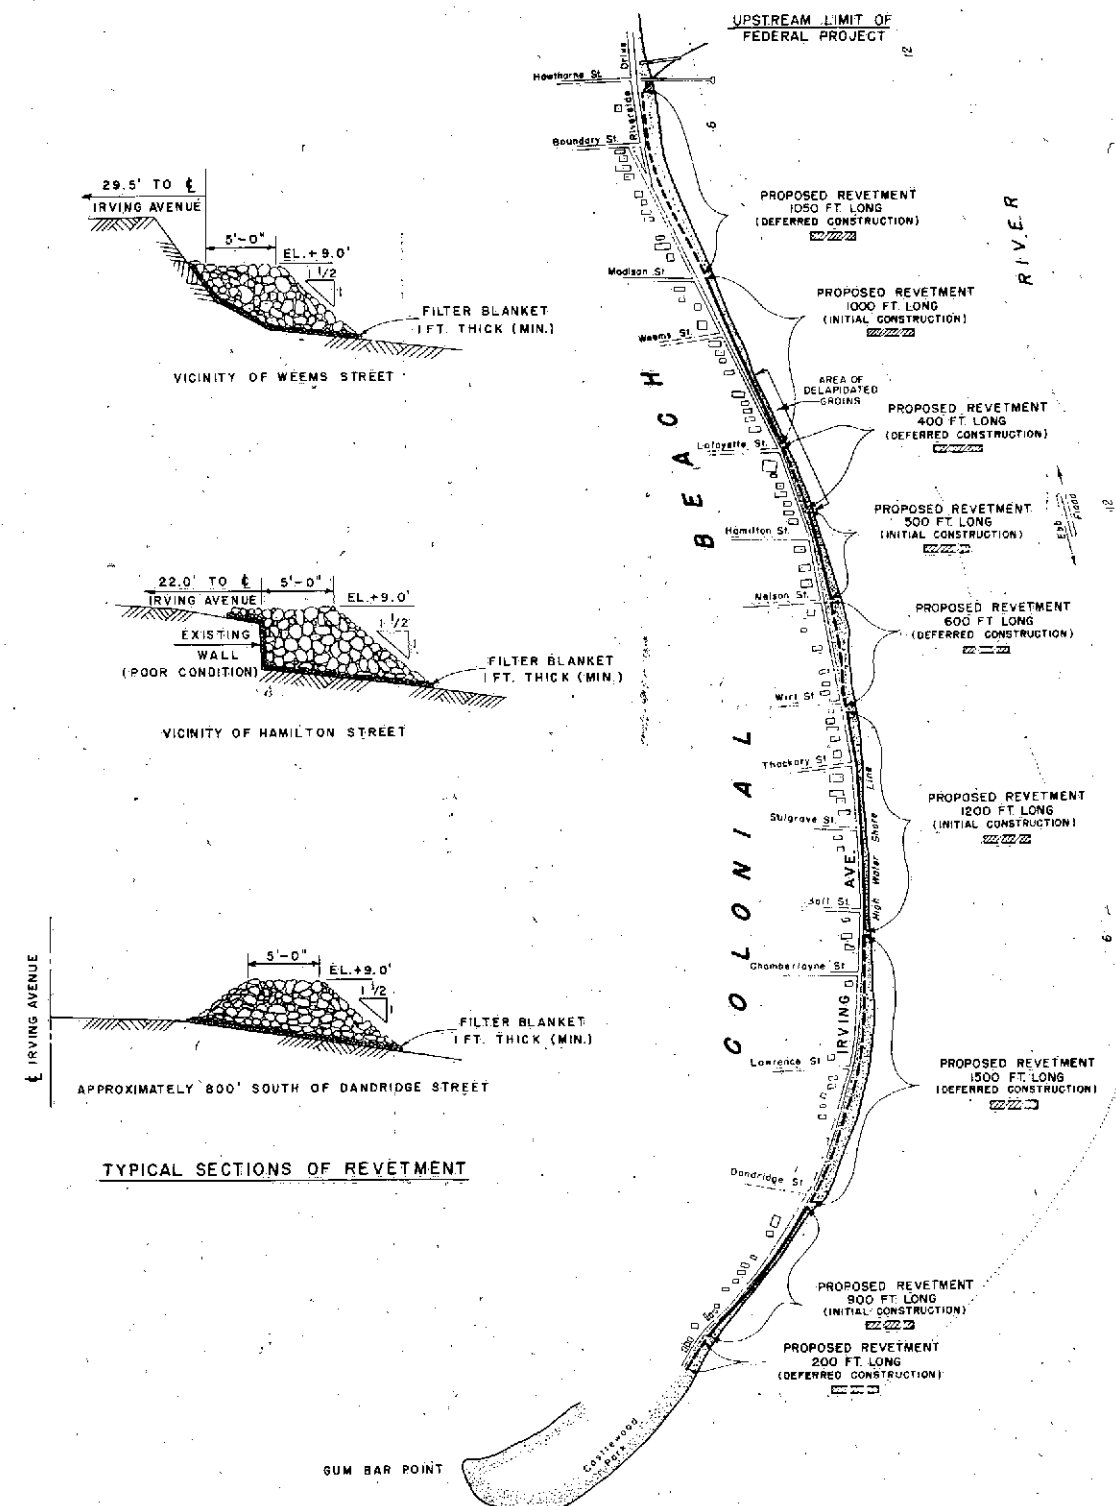 UPSTREAM LIMIT OF
FEDERAL PROJECT
12
Hawthorne St.
Riverside Drive
6
Boundary St.
29.5' TO ℄
IRVING AVENUE
5'-0"
EL.+9.0'
1 1/2
1
FILTER BLANKET
1 FT. THICK (MIN.)
VICINITY OF WEEMS STREET
PROPOSED REVETMENT
1050 FT. LONG
(DEFERRED CONSTRUCTION)
RIVER
Madison St.
PROPOSED REVETMENT
1000 FT. LONG
(INITIAL CONSTRUCTION)
Weems St.
AREA OF
DELAPIDATED
GROINS
PROPOSED REVETMENT
400 FT. LONG
(DEFERRED CONSTRUCTION)
Lafayette St.
COLONIAL BEACH
PROPOSED REVETMENT
500 FT. LONG
(INITIAL CONSTRUCTION)
Ebb
Flood
12
Hamilton St.
22.0' TO ℄
IRVING AVENUE
5'-0"
EL.+9.0'
1 1/2
1
EXISTING
WALL
(POOR CONDITION)
FILTER BLANKET
1 FT. THICK (MIN.)
VICINITY OF HAMILTON STREET
Nelson St.
PROPOSED REVETMENT
600 FT. LONG
(DEFERRED CONSTRUCTION)
Wirt St.
Thackary St.
High Water Shore Line
PROPOSED REVETMENT
1200 FT. LONG
(INITIAL CONSTRUCTION)
Sulgrave St.
IRVING AVE.
Ball St.
6
Chamberlayne St.
℄ IRVING AVENUE
5'-0"
EL.+9.0'
1 1/2
1
FILTER BLANKET
1 FT. THICK (MIN.)
APPROXIMATELY 800' SOUTH OF DANDRIDGE STREET
Lawrence St.
PROPOSED REVETMENT
1500 FT. LONG
(DEFERRED CONSTRUCTION)
TYPICAL SECTIONS OF REVETMENT
Dandridge St.
PROPOSED REVETMENT
900 FT. LONG
(INITIAL CONSTRUCTION)
PROPOSED REVETMENT
200 FT. LONG
(DEFERRED CONSTRUCTION)
Castlewood
Park
GUM BAR POINT